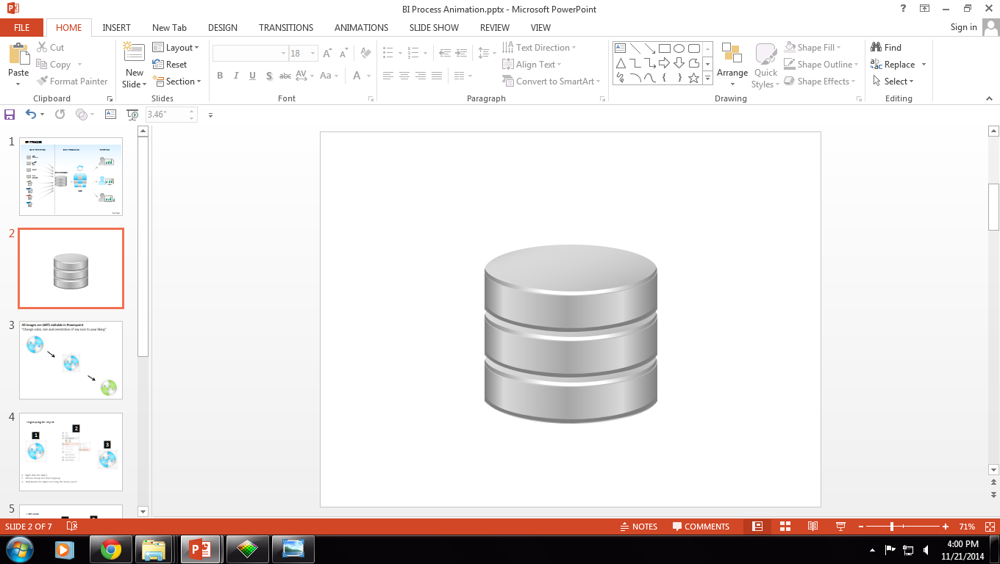 BI Process Animation.pptx - Microsoft PowerPoint
FILE HOME INSERT New Tab DESIGN TRANSITIONS ANIMATIONS SLIDE SHOW REVIEW VIEW Sign in
Paste Cut Copy Format Painter
Clipboard
New Slide Layout Reset Section
Slides
18
B I U S abc AV Aa A
Font
Text Direction
Align Text
Convert to SmartArt
Paragraph
Arrange Quick Styles
Shape Fill
Shape Outline
Shape Effects
Drawing
Find
Replace
Select
Editing
3.46"
1
BI PROCESS
2
3
All images are 100% editable in Powerpoint
"Change color, size and orientation of any icon to your liking"
4
1 2 3
5
SLIDE 2 OF 7 NOTES COMMENTS 71%
4:00 PM
11/21/2014